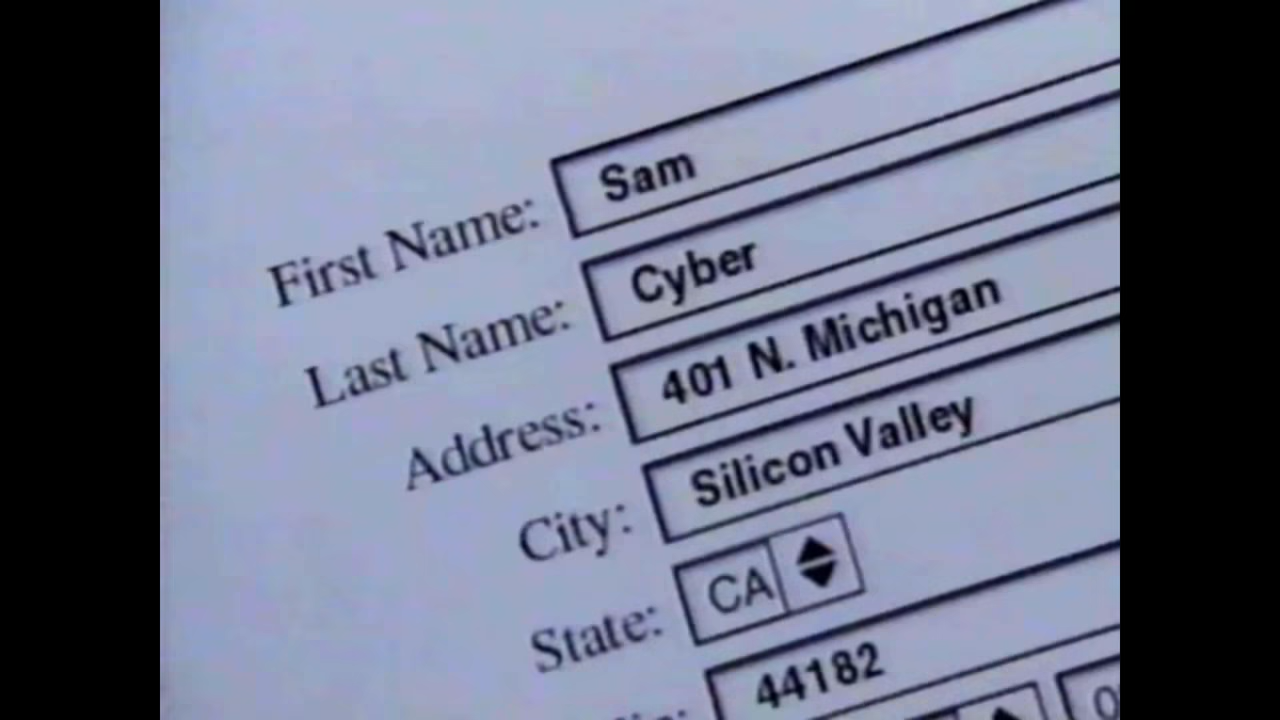 First Name: Sam
Last Name: Cyber
Address: 401 N. Michigan
City: Silicon Valley
State: CA
44182